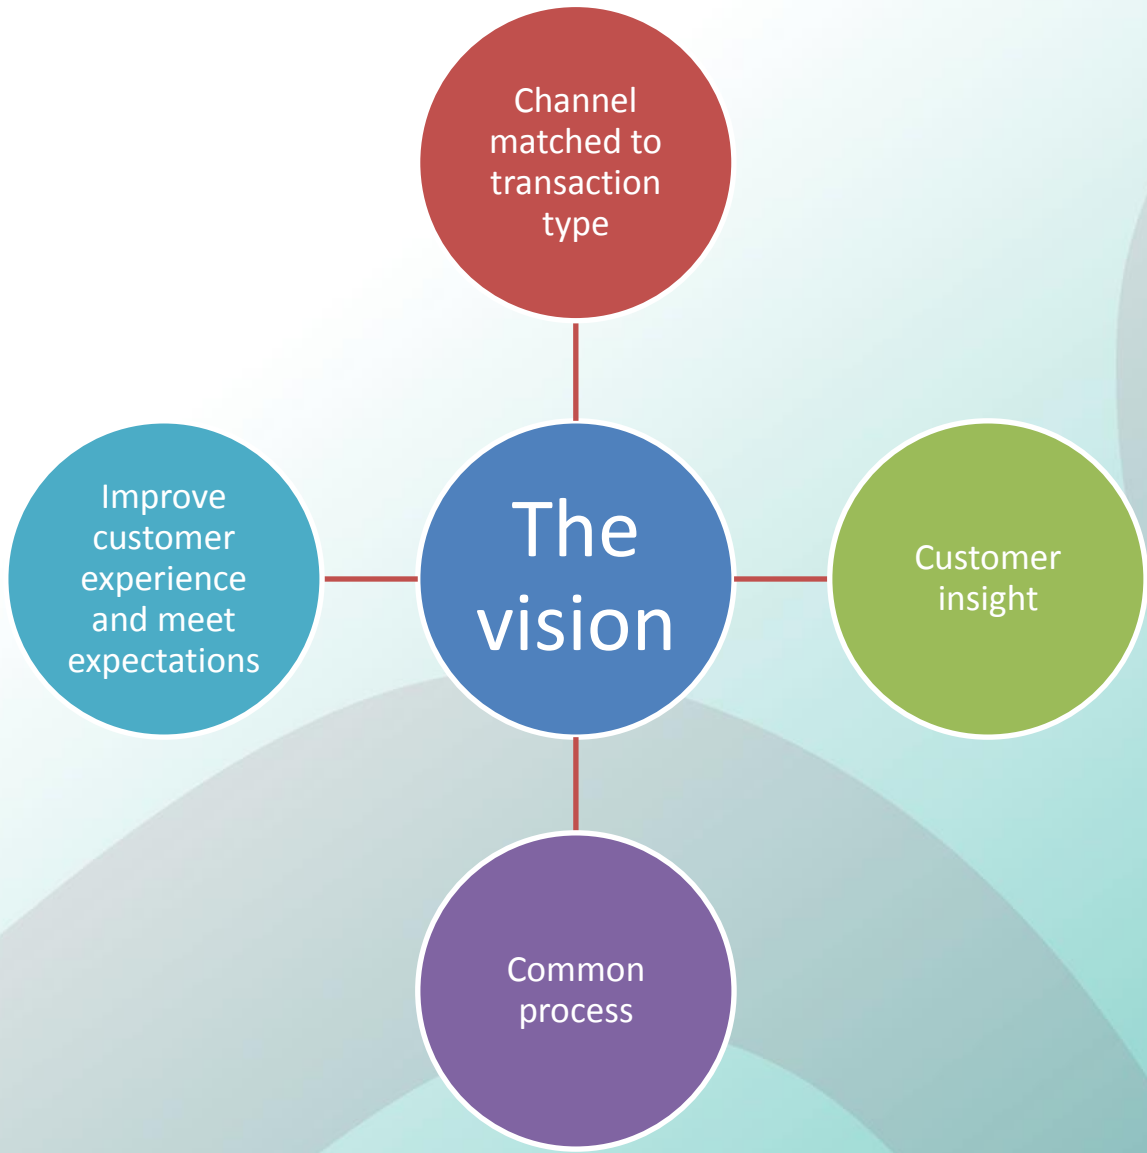 Channel
matched to
transaction
type
Improve
customer
experience
and meet
expectations
The
vision
Customer
insight
Common
process